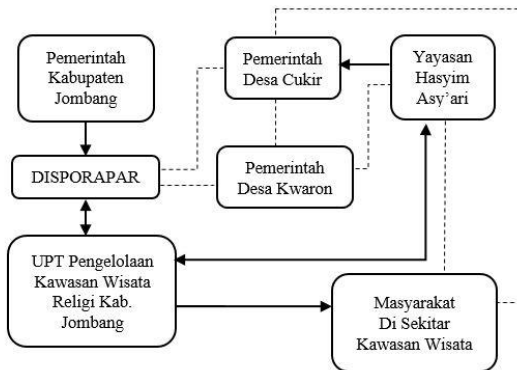 Pemerintah
Kabupaten
Jombang
Pemerintah
Desa Cukir
Yayasan
Hasyim
Asy’ari
DISPORAPAR
Pemerintah
Desa Kwaron
UPT Pengelolaan
Kawasan Wisata
Religi Kab.
Jombang
Masyarakat
Di Sekitar
Kawasan Wisata